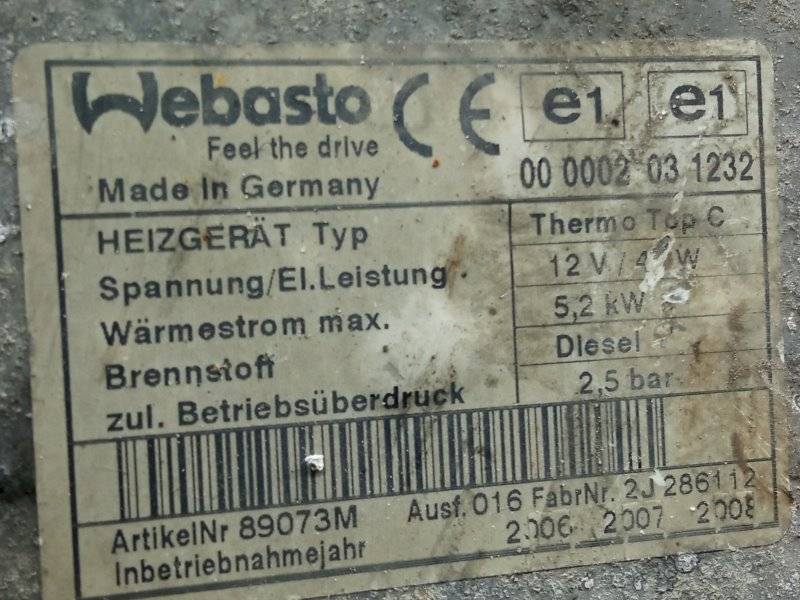 Webasto CE e1 e1
Feel the drive 00 0002 03 1232
Made In Germany
HEIZGERÄT Typ Thermo Top C
Spannung/El.Leistung 12 V /
Wärmestrom max. 5,2 kW
Brennstoff Diesel
zul. Betriebsüberdruck 2,5 bar
ArtikelNr 89073M Ausf. 016 FabrNr. 2J 286112
Inbetriebnahmejahr 2006 2007 2008